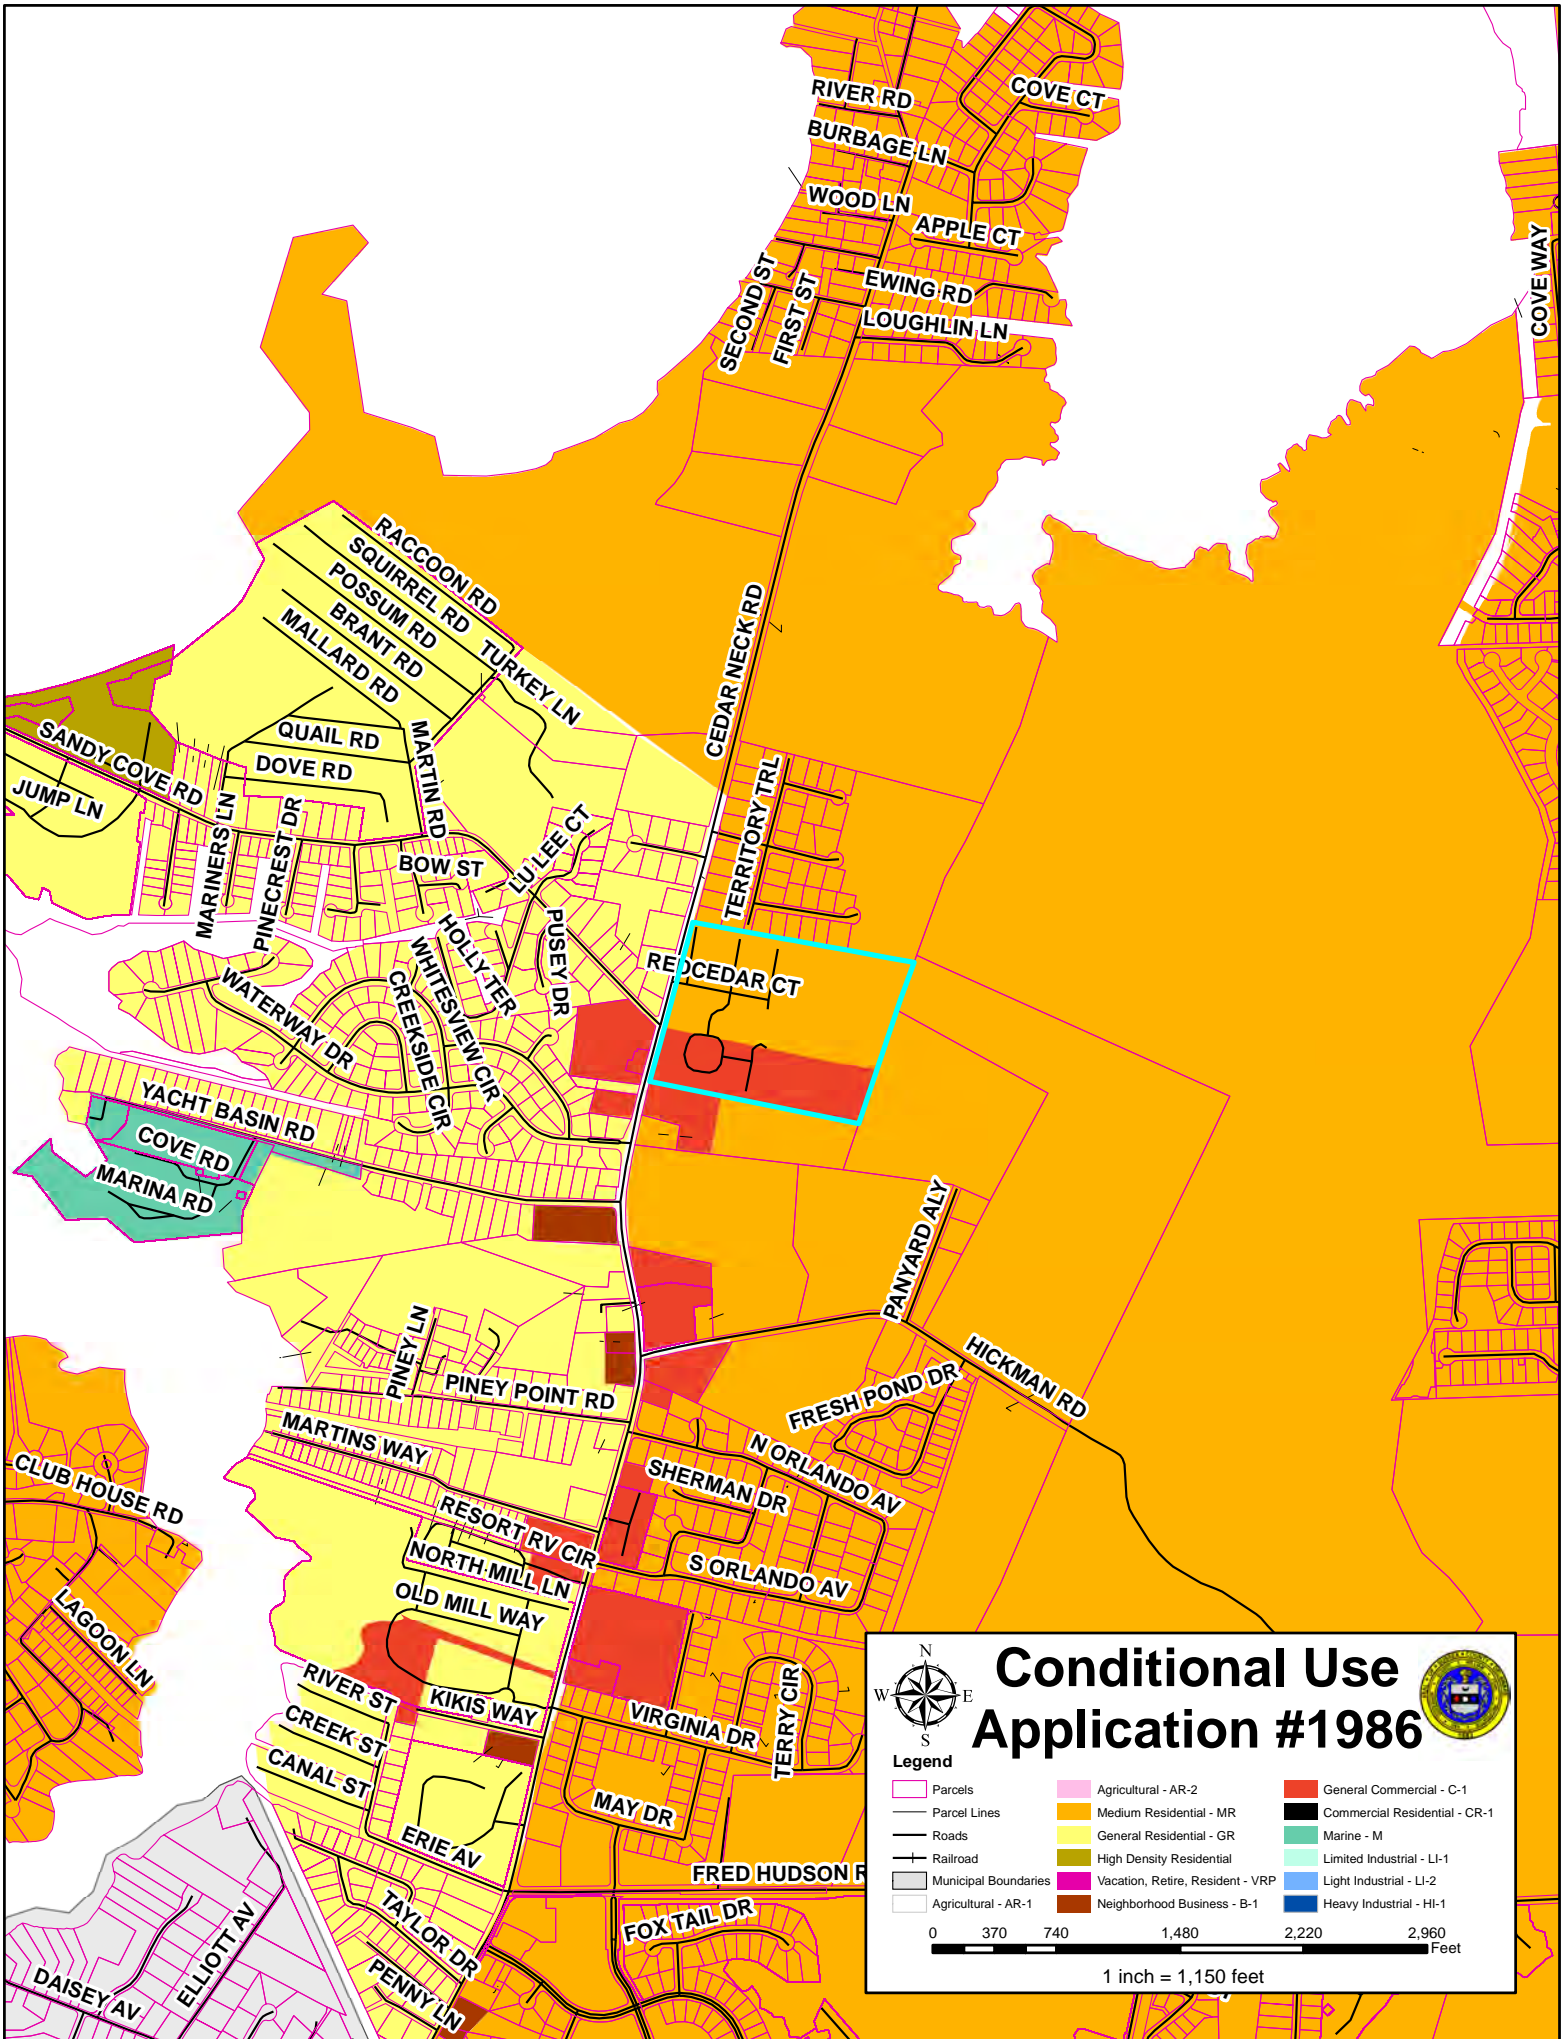 RIVER RD
COVE CT
BURBAGE LN
WOOD LN
APPLE CT
COVE WAY
SECOND ST
FIRST ST
EWING RD
LOUGHLIN LN
RACCOON RD
SQUIRREL RD
POSSUM RD
BRANT RD
MALLARD RD
TURKEY LN
CEDAR NECK RD
QUAIL RD
DOVE RD
MARTIN RD
SANDY COVE RD
JUMP LN
MARINERS LN
PINECREST DR
BOW ST
LU LEE CT
TERRITORY TRL
PUSEY DR
HOLLY TER
WHITESVIEW CIR
CREEKSIDE CIR
WATERWAY DR
REDCEDAR CT
YACHT BASIN RD
COVE RD
MARINA RD
PANYARD ALY
HICKMAN RD
PINEY LN
PINEY POINT RD
FRESH POND DR
MARTINS WAY
N ORLANDO AV
SHERMAN DR
CLUB HOUSE RD
RESORT RV CIR
NORTH MILL LN
S ORLANDO AV
OLD MILL WAY
LAGOON LN
RIVER ST
KIKIS WAY
CREEK ST
CANAL ST
VIRGINIA DR
TERRY CIR
MAY DR
ERIE AV
FRED HUDSON R
TAYLOR DR
FOX TAIL DR
ELLIOTT AV
DAISEY AV
PENNY LN
N
W E
S
Conditional Use
Application #1986
Legend
Parcels
Parcel Lines
Roads
Railroad
Municipal Boundaries
Agricultural - AR-1
Agricultural - AR-2
Medium Residential - MR
General Residential - GR
High Density Residential
Vacation, Retire, Resident - VRP
Neighborhood Business - B-1
General Commercial - C-1
Commercial Residential - CR-1
Marine - M
Limited Industrial - LI-1
Light Industrial - LI-2
Heavy Industrial - HI-1
0 370 740 1,480 2,220 2,960
Feet
1 inch = 1,150 feet